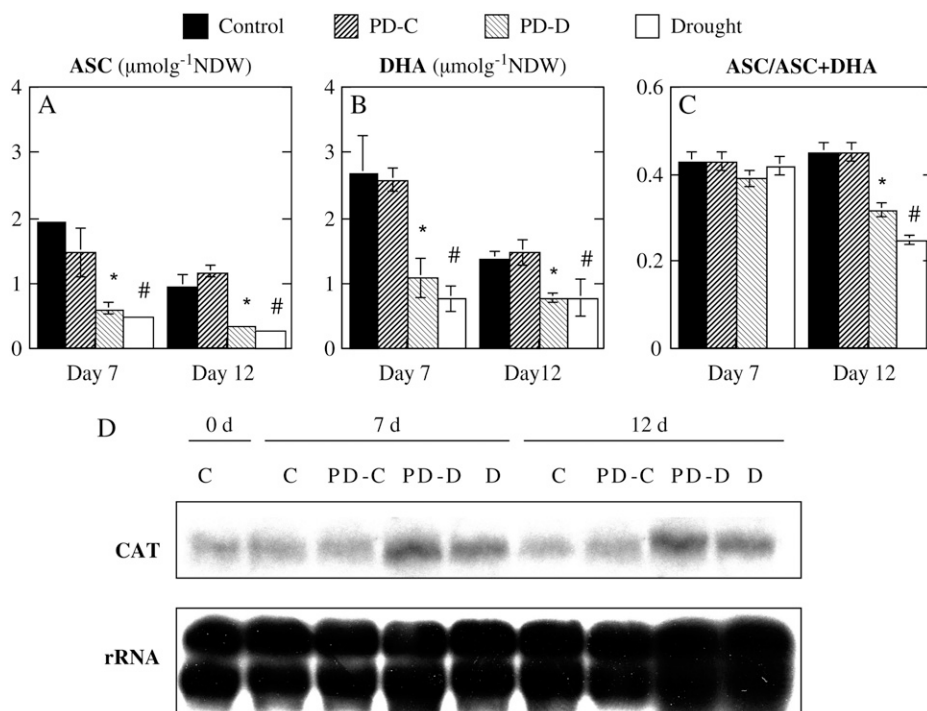 Control PD-C PD-D Drought
ASC (μmolg⁻¹NDW) DHA (μmolg⁻¹NDW) ASC/ASC+DHA
4 4 0.6
A B C
3 3
* 0.4 *
2 2 #
* #
1 * # 1 * # 0.2
* #
0 0 0
Day 7 Day 12 Day 7 Day12 Day 7 Day 12
D 0 d 7 d 12 d
C C PD-C PD-D D C PD-C PD-D D
CAT
rRNA